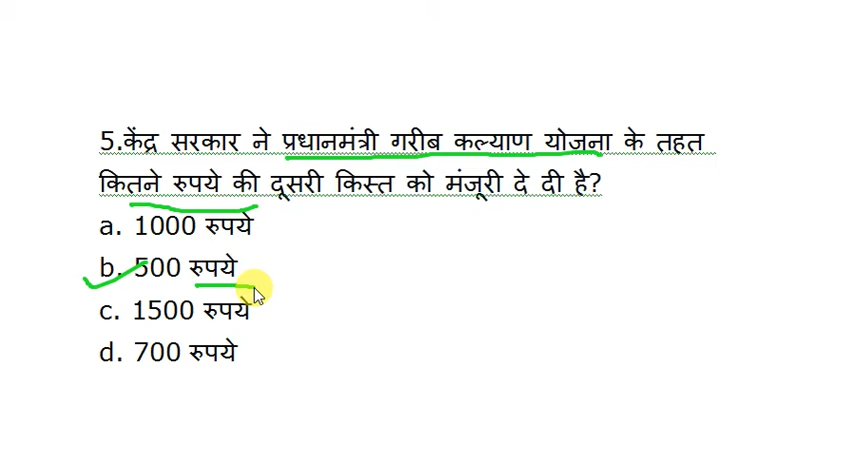 5.केंद्र सरकार ने प्रधानमंत्री गरीब कल्याण योजना के तहत
कितने रुपये की दूसरी किस्त को मंजूरी दे दी है?
a. 1000 रुपये
b. 500 रुपये
c. 1500 रुपये
d. 700 रुपये